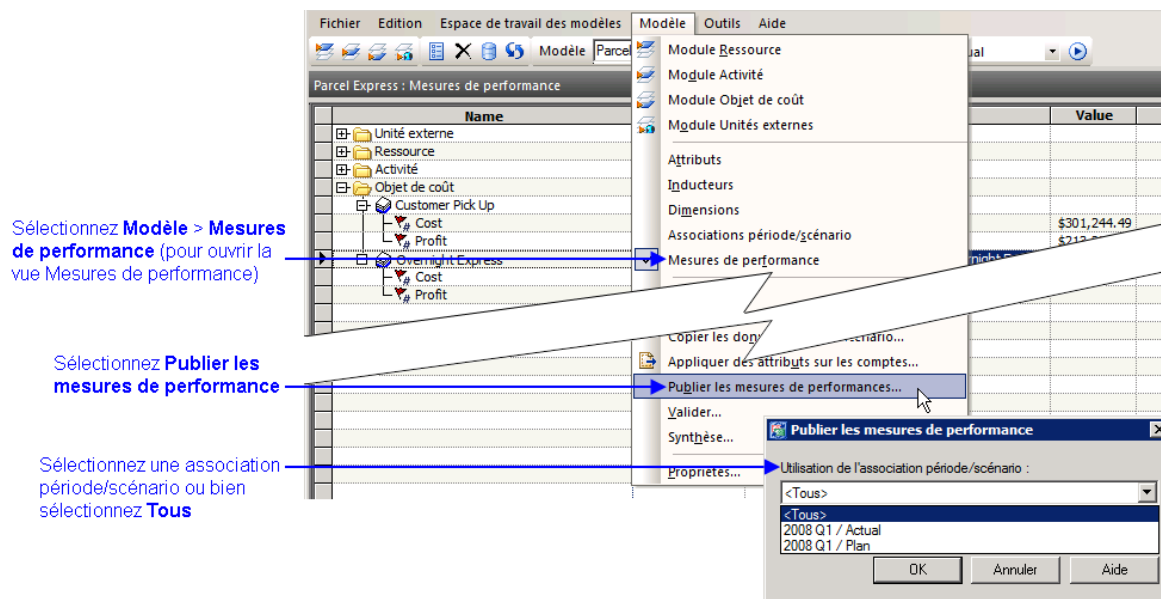 Fichier Edition Espace de travail des modèles Modèle Outils Aide
Modèle Parcel
Module Ressource
Module Activité
Module Objet de coût
Module Unités externes
Attributs
Inducteurs
Dimensions
Associations période/scénario
Mesures de performance
Parcel Express : Mesures de performance
Name Value
Unité externe
Ressource
Activité
Objet de coût
Customer Pick Up
Cost $301,244.49
Profit
Overnight Express
Cost
Profit
Sélectionnez Modèle > Mesures
de performance (pour ouvrir la
vue Mesures de performance)
Sélectionnez Publier les
mesures de performance
Sélectionnez une association
période/scénario ou bien
sélectionnez Tous
Copier les
Appliquer des attributs sur les comptes...
Publier les mesures de performances...
Valider...
Synthèse...
Propriétés...
Publier les mesures de performance
Utilisation de l'association période/scénario :
<Tous>
<Tous>
2008 Q1 / Actual
2008 Q1 / Plan
OK Annuler Aide